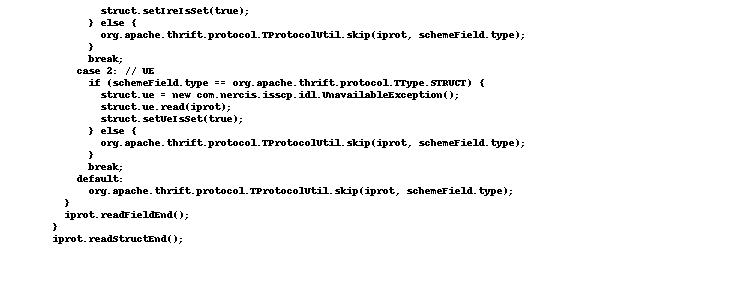 struct.setIreIsSet(true);
} else {
org.apache.thrift.protocol.TProtocolUtil.skip(iprot, schemeField.type);
}
break;
case 2: // UE
if (schemeField.type == org.apache.thrift.protocol.TType.STRUCT) {
struct.ue = new com.nercis.isscp.idl.UnavailableException();
struct.ue.read(iprot);
struct.setUeIsSet(true);
} else {
org.apache.thrift.protocol.TProtocolUtil.skip(iprot, schemeField.type);
}
break;
default:
org.apache.thrift.protocol.TProtocolUtil.skip(iprot, schemeField.type);
}
iprot.readFieldEnd();
}
iprot.readStructEnd();